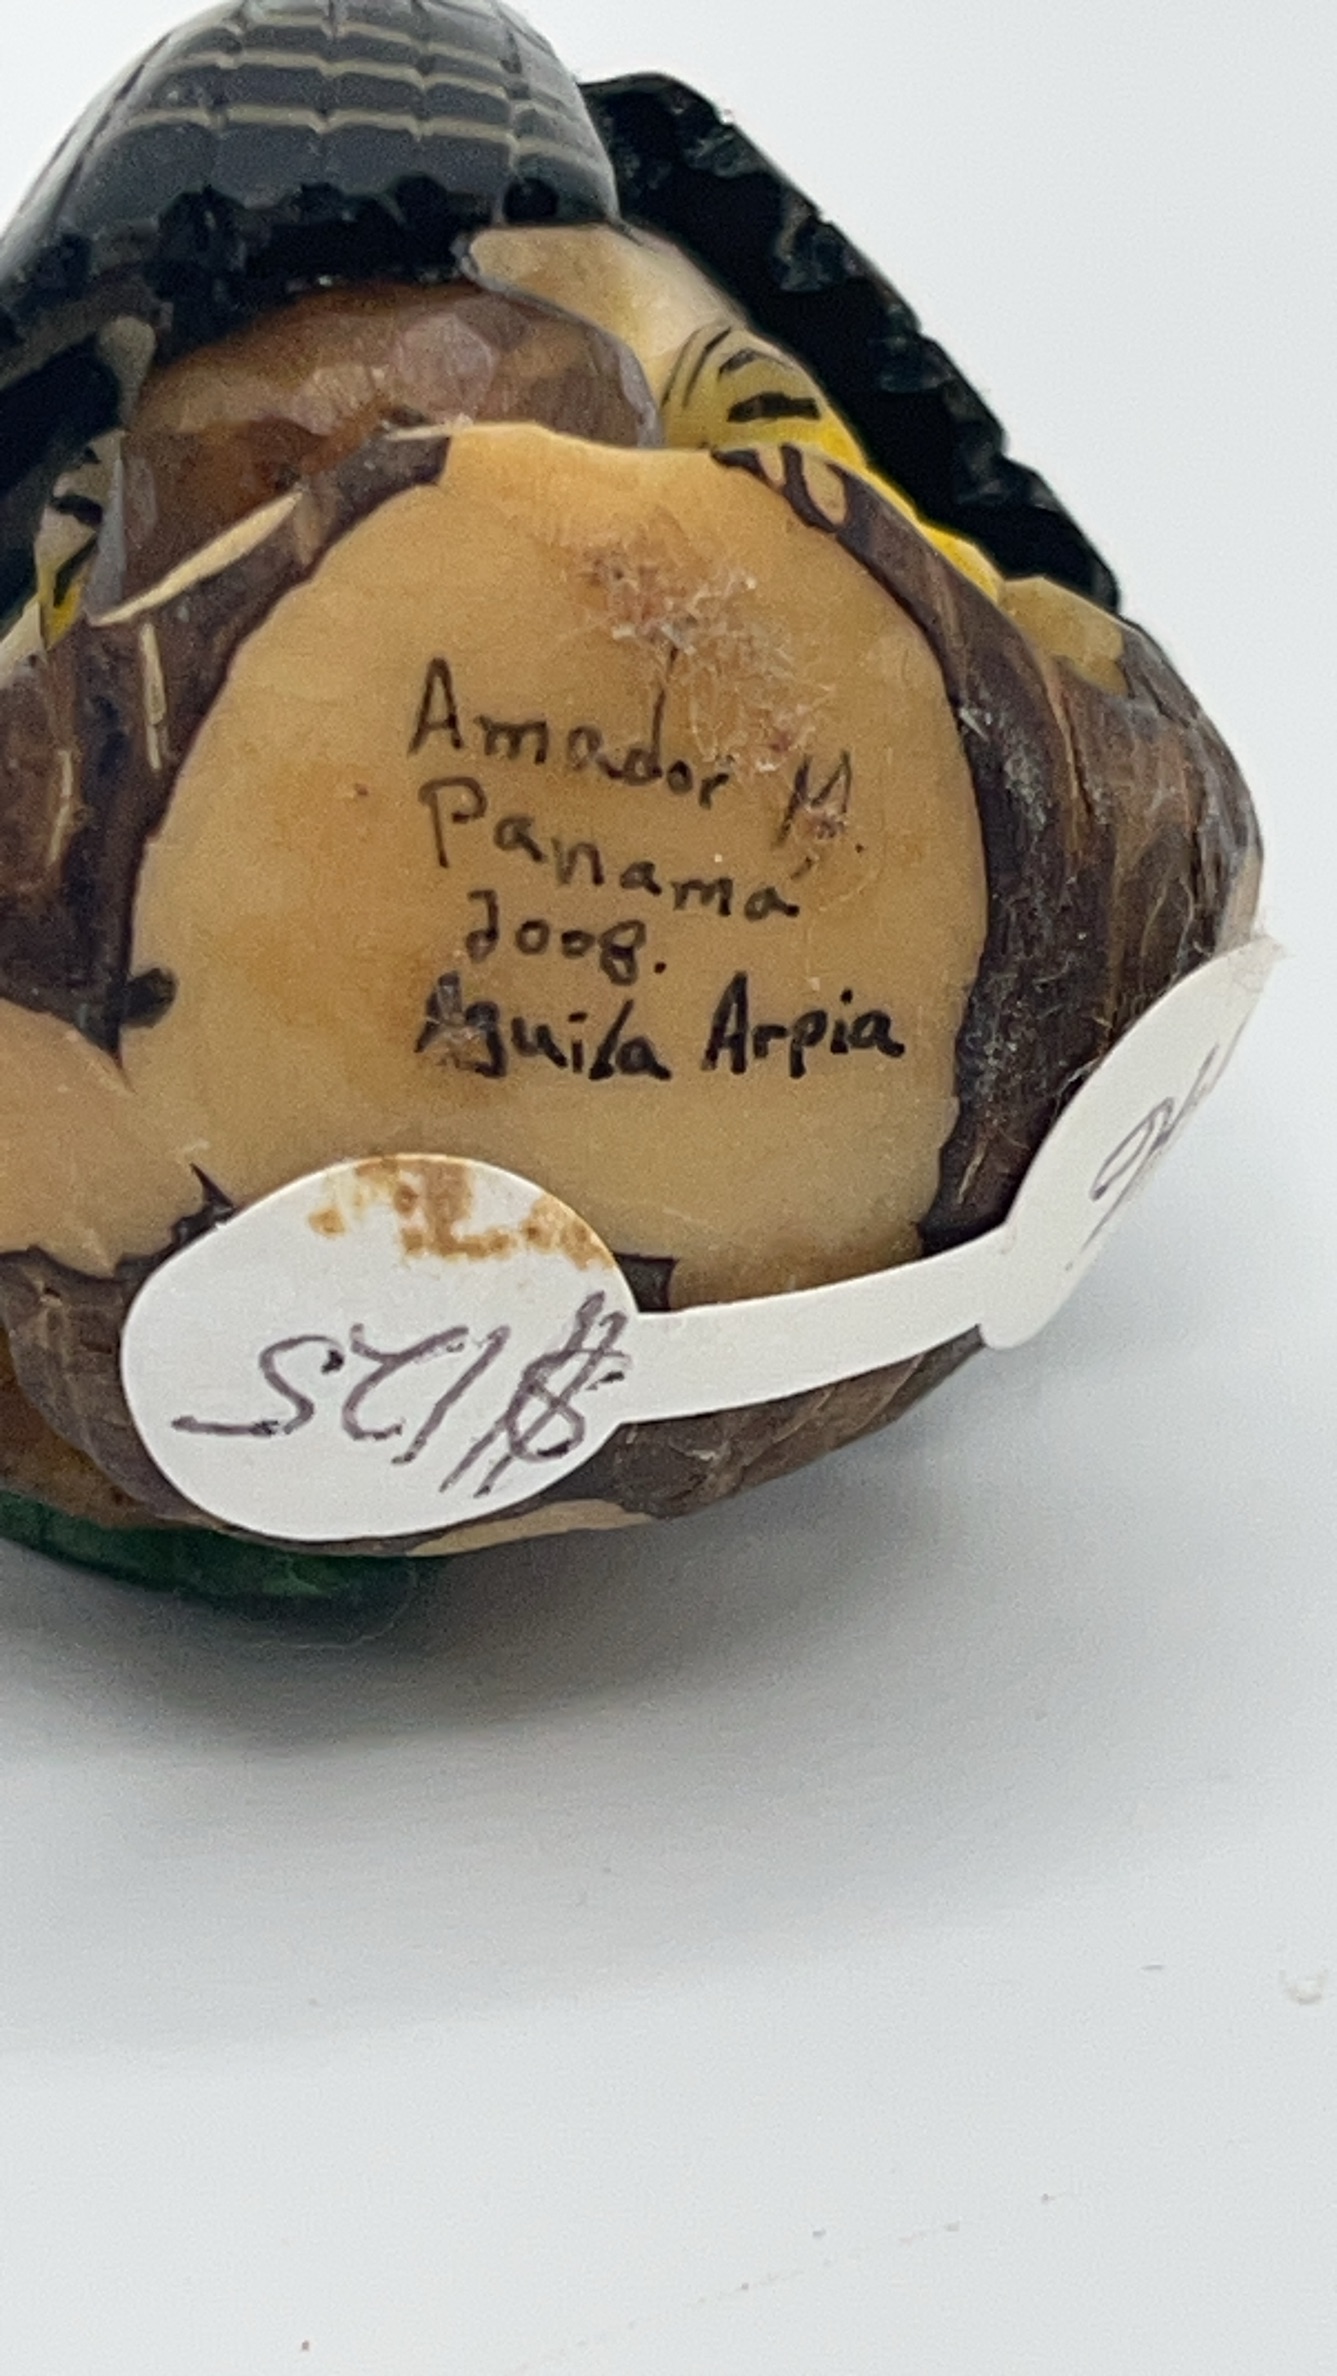 Amador M.
Panamá
2008.
Aguila Arpia
$125